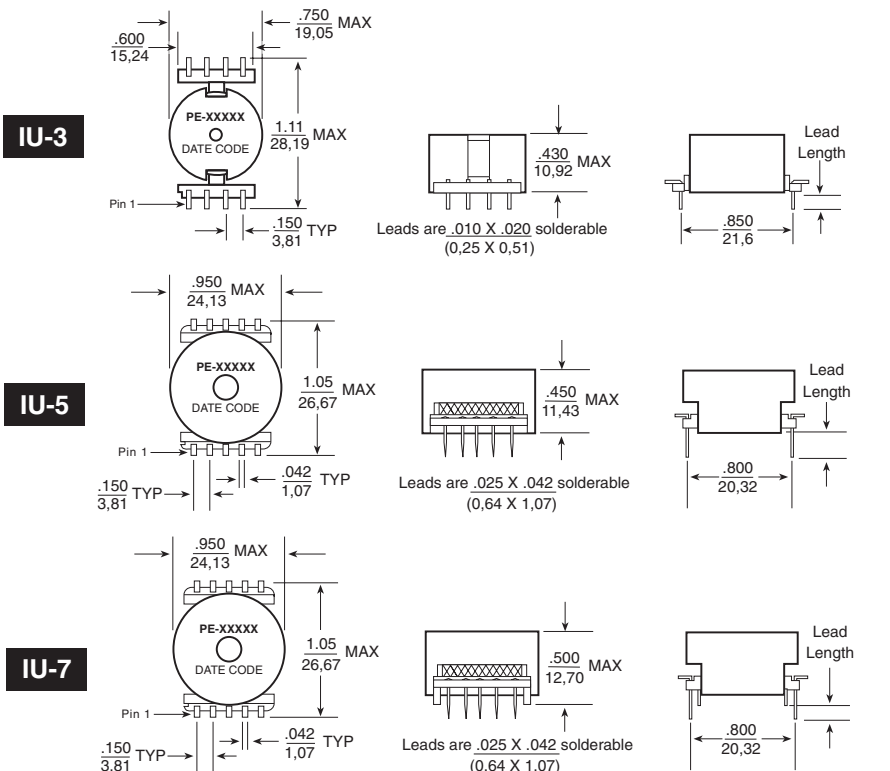 IU-3
.750
19,05 MAX
.600
15,24
PE-XXXXX
DATE CODE
1.11
28,19 MAX
Pin 1
.150
3,81 TYP
.430
10,92 MAX
Leads are .010 X .020 solderable
(0,25 X 0,51)
Lead
Length
.850
21,6
IU-5
.950
24,13 MAX
PE-XXXXX
DATE CODE
1.05
26,67 MAX
Pin 1
.042
1,07 TYP
.150
3,81 TYP
.450
11,43 MAX
Leads are .025 X .042 solderable
(0,64 X 1,07)
Lead
Length
.800
20,32
IU-7
.950
24,13 MAX
PE-XXXXX
DATE CODE
1.05
26,67 MAX
Pin 1
.042
1,07 TYP
.150
3,81 TYP
.500
12,70 MAX
Leads are .025 X .042 solderable
(0,64 X 1,07)
Lead
Length
.800
20,32